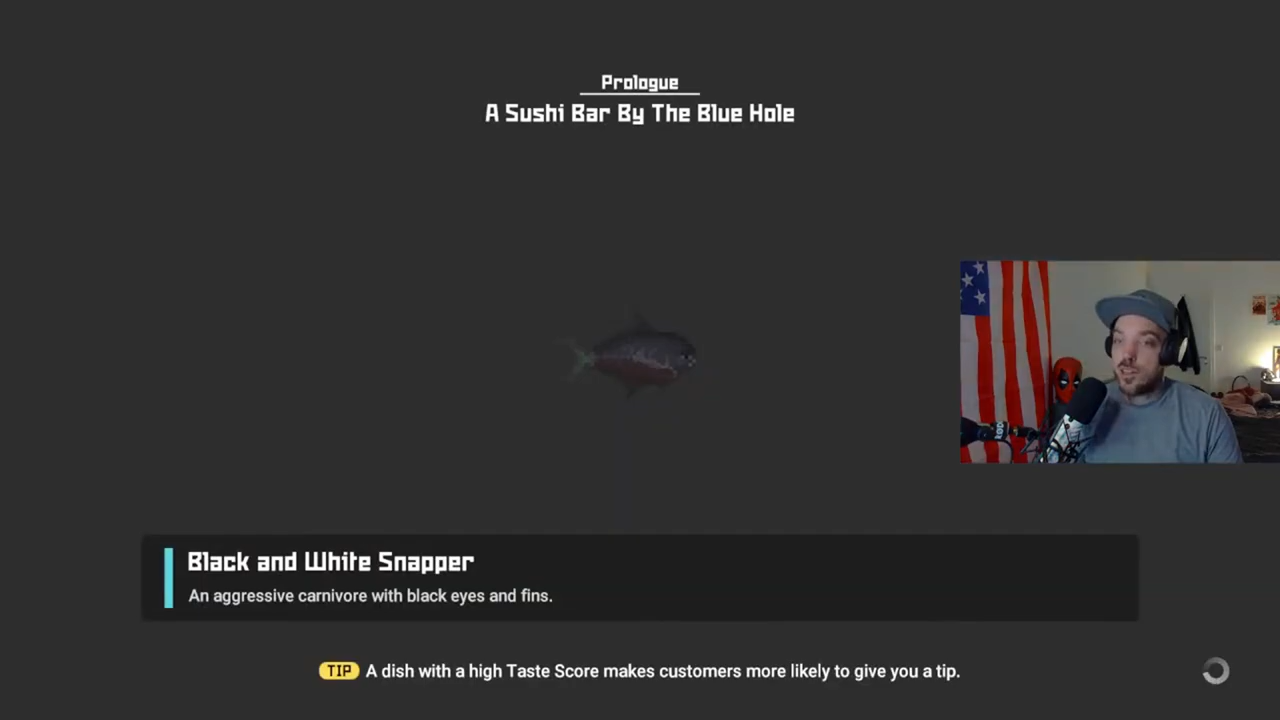 Prologue
A Sushi Bar By The Blue Hole
Black and White Snapper
An aggressive carnivore with black eyes and fins.
TIP A dish with a high Taste Score makes customers more likely to give you a tip.